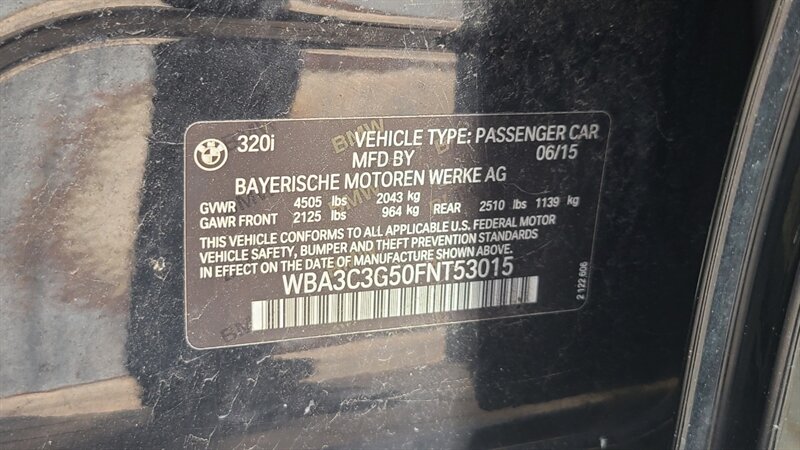 320i VEHICLE TYPE: PASSENGER CAR
MFD BY 06/15
BAYERISCHE MOTOREN WERKE AG
GVWR 4505 lbs 2043 kg
GAWR FRONT 2125 lbs 964 kg REAR 2510 lbs 1139 kg
THIS VEHICLE CONFORMS TO ALL APPLICABLE U.S. FEDERAL MOTOR
VEHICLE SAFETY, BUMPER AND THEFT PREVENTION STANDARDS
IN EFFECT ON THE DATE OF MANUFACTURE SHOWN ABOVE.
WBA3C3G50FNT53015
2 122 606